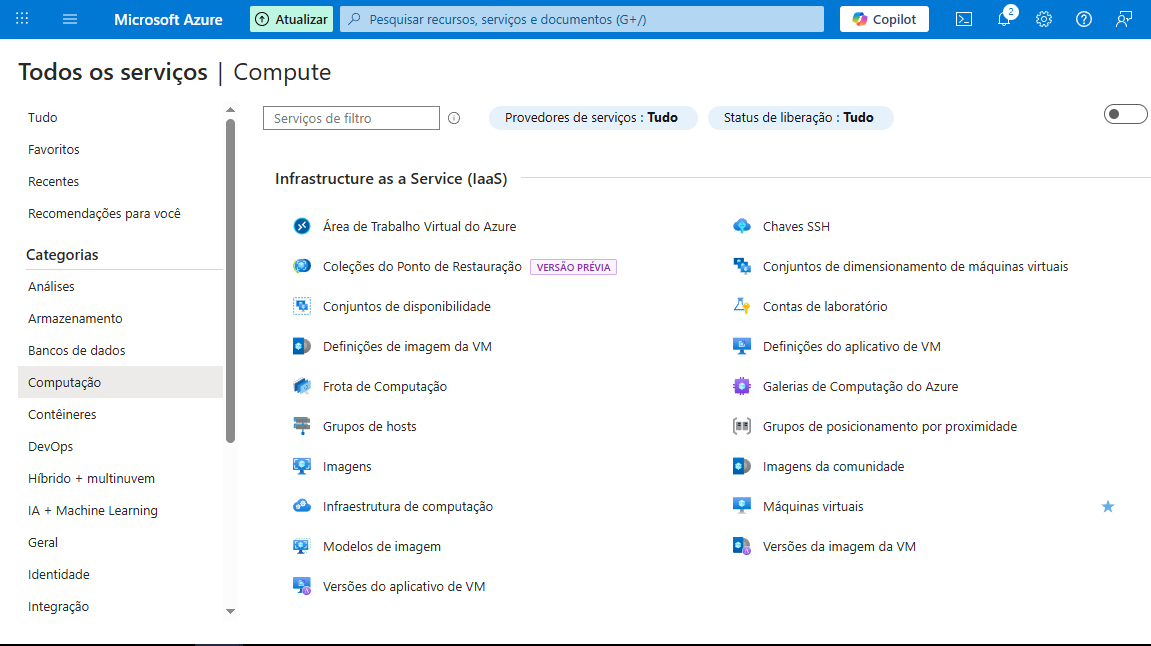 Microsoft Azure
Atualizar
Pesquisar recursos, serviços e documentos (G+/)
Copilot
2
Todos os serviços | Compute
Tudo
Favoritos
Recentes
Recomendações para você
Categorias
Análises
Armazenamento
Bancos de dados
Computação
Contêineres
DevOps
Híbrido + multinuvem
IA + Machine Learning
Geral
Identidade
Integração
Serviços de filtro
Provedores de serviços : Tudo
Status de liberação : Tudo
Infrastructure as a Service (IaaS)
Área de Trabalho Virtual do Azure
Chaves SSH
Coleções do Ponto de Restauração VERSÃO PRÉVIA
Conjuntos de dimensionamento de máquinas virtuais
Conjuntos de disponibilidade
Contas de laboratório
Definições de imagem da VM
Definições do aplicativo de VM
Frota de Computação
Galerias de Computação do Azure
Grupos de hosts
Grupos de posicionamento por proximidade
Imagens
Imagens da comunidade
Infraestrutura de computação
Máquinas virtuais
Modelos de imagem
Versões da imagem da VM
Versões do aplicativo de VM